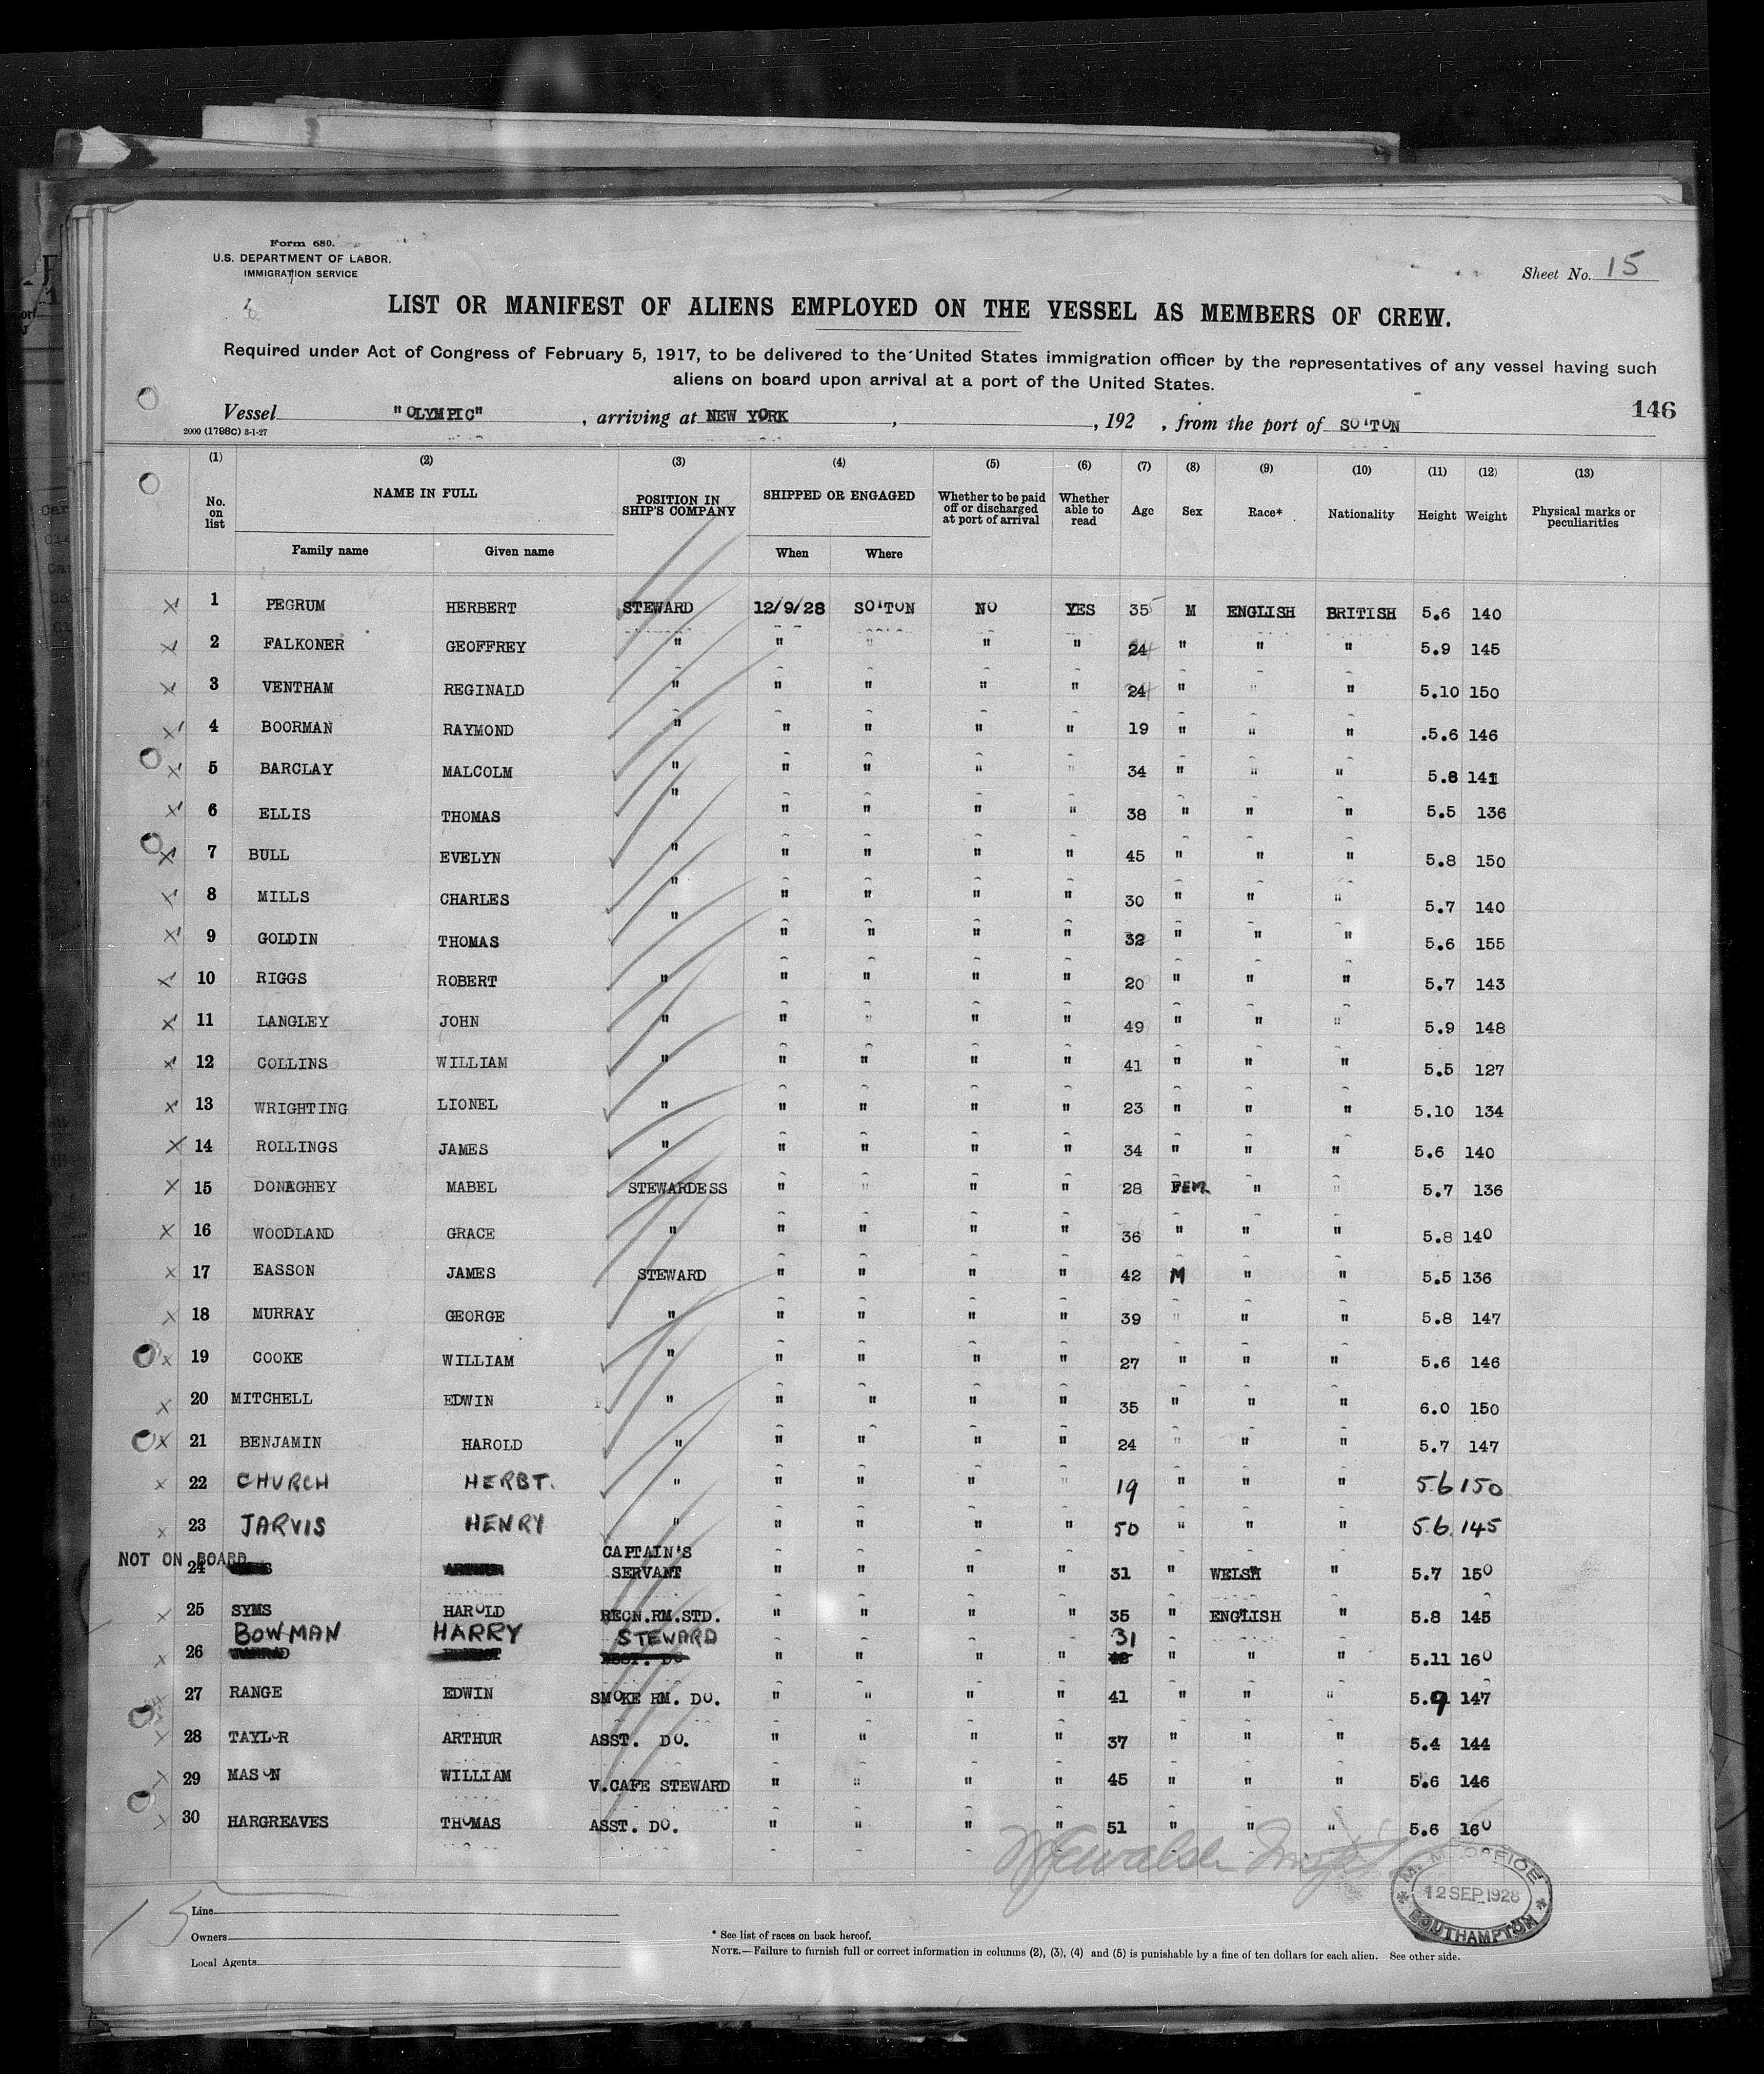 Form 680.
U.S. DEPARTMENT OF LABOR.
IMMIGRATION SERVICE
Sheet No. 15
LIST OR MANIFEST OF ALIENS EMPLOYED ON THE VESSEL AS MEMBERS OF CREW.
Required under Act of Congress of February 5, 1917, to be delivered to the United States immigration officer by the representatives of any vessel having such
aliens on board upon arrival at a port of the United States.
146
Vessel "OLYMPIC" , arriving at NEW YORK , , 192 , from the port of SO'TON
2000 (1798C) 3-1-27
(1) (2) (3) (4) (5) (6) (7) (8) (9) (10) (11) (12) (13)
No. on list NAME IN FULL Family name Given name POSITION IN SHIP'S COMPANY SHIPPED OR ENGAGED When Where Whether to be paid off or discharged at port of arrival Whether able to read Age Sex Race* Nationality Height Weight Physical marks or peculiarities
1 PEGRUM HERBERT STEWARD 12/9/28 SO'TON NO YES 35 M ENGLISH BRITISH 5.6 140
2 FALKONER GEOFFREY " " " " " 24 " " " 5.9 145
3 VENTHAM REGINALD " " " " " 24 " " " 5.10 150
4 BOORMAN RAYMOND " " " " " 19 " " " .5.6 146
5 BARCLAY MALCOLM " " " " " 34 " " " 5.8 141
6 ELLIS THOMAS " " " " " 38 " " " 5.5 136
7 BULL EVELYN " " " " " 45 " " " 5.8 150
8 MILLS CHARLES " " " " " 30 " " " 5.7 140
9 GOLDIN THOMAS " " " " " 32 " " " 5.6 155
10 RIGGS ROBERT " " " " " 20 " " " 5.7 143
11 LANGLEY JOHN " " " " " 49 " " " 5.9 148
12 COLLINS WILLIAM " " " " " 41 " " " 5.5 127
13 WRIGHTING LIONEL " " " " " 23 " " " 5.10 134
14 ROLLINGS JAMES " " " " " 34 " " " 5.6 140
15 DONAGHEY MABEL STEWARDESS " " " " 28 FEM. " " 5.7 136
16 WOODLAND GRACE " " " " " 36 " " " 5.8 140
17 EASSON JAMES STEWARD " " " " 42 M " " 5.5 136
18 MURRAY GEORGE " " " " " 39 " " " 5.8 147
19 COOKE WILLIAM " " " " " 27 " " " 5.6 146
20 MITCHELL EDWIN " " " " " 35 " " " 6.0 150
21 BENJAMIN HAROLD " " " " " 24 " " " 5.7 147
22 CHURCH HERBT. " " " " " 19 " " " 5.6 150
23 JARVIS HENRY " " " " " 50 " " " 5.6. 145
NOT ON BOARD
24 CAPTAIN'S SERVANT " " " " 31 " WELSH " 5.7 150
25 SYMS HAROLD RECN.RM.STD. " " " 35 " ENGLISH " 5.8 145
26 BOWMAN HARRY STEWARD " " " " 31 " " " 5.11 160
27 RANGE EDWIN SMOKE RM. DO. " " " " 41 " " " 5.9 147
28 TAYLOR ARTHUR ASST. DO. " " " " 37 " " " 5.4 144
29 MASON WILLIAM V.CAFE STEWARD " " " " 45 " " " 5.6 146
30 HARGREAVES THOMAS ASST. DO. " " " " 51 " " " 5.6 160
M. M. OFFICE
12 SEP 1928
SOUTHAMPTON
15
Line
Owners
Local Agents
* See list of races on back hereof.
NOTE.—Failure to furnish full or correct information in columns (2), (3), (4) and (5) is punishable by a fine of ten dollars for each alien. See other side.